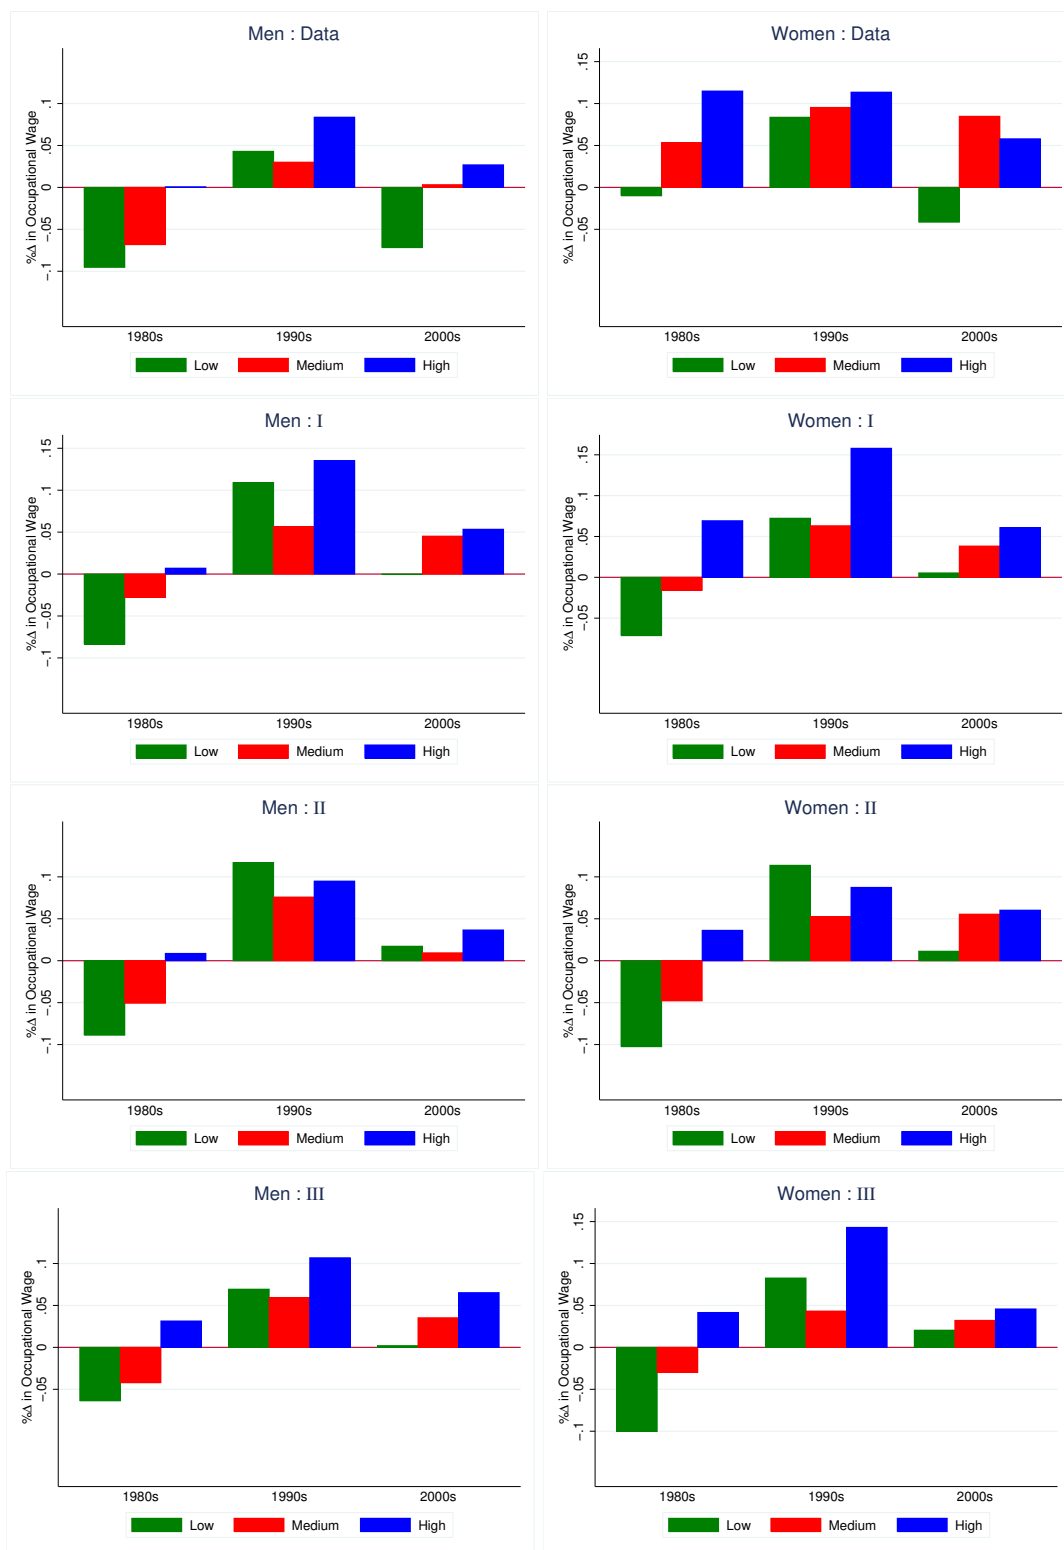 Men : Data
%Δ in Occupational Wage
.1
.05
0
−.05
−.1
1980s 1990s 2000s
Low Medium High
Women : Data
%Δ in Occupational Wage
.15
.1
.05
0
−.05
1980s 1990s 2000s
Low Medium High
Men : I
%Δ in Occupational Wage
.15
.1
.05
0
−.05
−.1
1980s 1990s 2000s
Low Medium High
Women : I
%Δ in Occupational Wage
.15
.1
.05
0
−.05
1980s 1990s 2000s
Low Medium High
Men : II
%Δ in Occupational Wage
.1
.05
0
−.05
−.1
1980s 1990s 2000s
Low Medium High
Women : II
%Δ in Occupational Wage
.1
.05
0
−.05
−.1
1980s 1990s 2000s
Low Medium High
Men : III
%Δ in Occupational Wage
.1
.05
0
−.05
1980s 1990s 2000s
Low Medium High
Women : III
%Δ in Occupational Wage
.15
.1
.05
0
−.05
−.1
1980s 1990s 2000s
Low Medium High